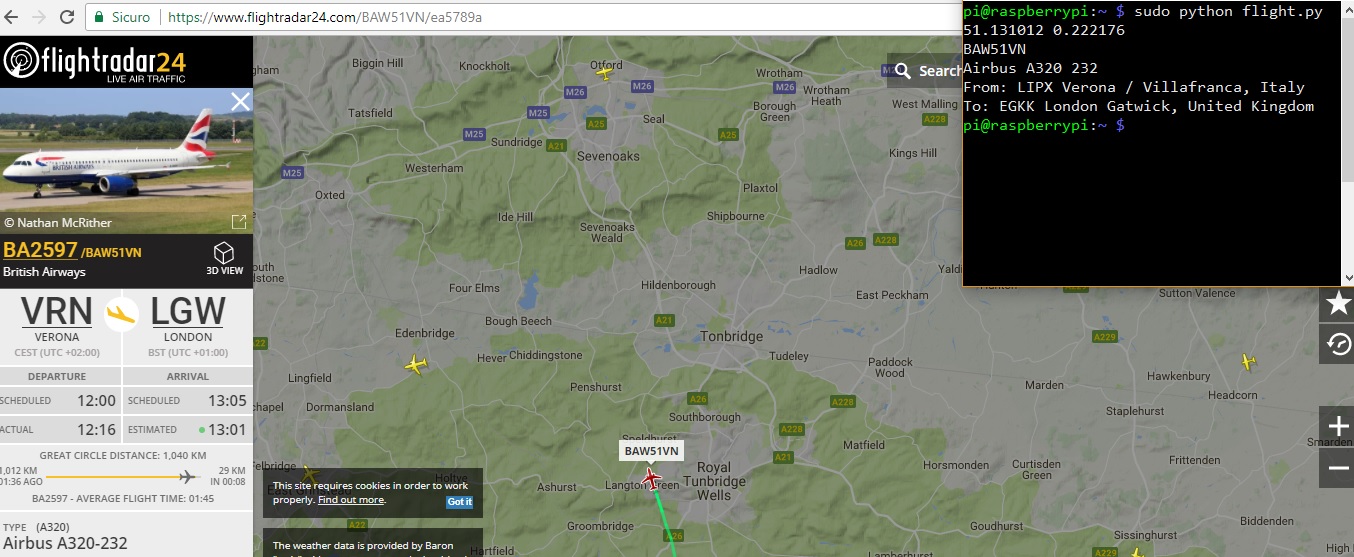 Sicuro
https://www.flightradar24.com/BAW51VN/ea5789a
flightradar24
LIVE AIR TRAFFIC
© Nathan McRither
BA2597 /BAW51VN
British Airways
3D VIEW
VRN
LGW
VERONA
LONDON
CEST (UTC +02:00)
BST (UTC +01:00)
DEPARTURE
ARRIVAL
SCHEDULED 12:00
SCHEDULED 13:05
ACTUAL 12:16
ESTIMATED 13:01
GREAT CIRCLE DISTANCE: 1,040 KM
1,012 KM
01:36 AGO
29 KM
IN 00:08
BA2597 - AVERAGE FLIGHT TIME: 01:45
TYPE (A320)
Airbus A320-232
pi@raspberrypi:~ $ sudo python flight.py
51.131012 0.222176
BAW51VN
Airbus A320 232
From: LIPX Verona / Villafranca, Italy
To: EGKK London Gatwick, United Kingdom
pi@raspberrypi:~ $
Search
Biggin Hill
Knockholt
Otford
M26
Wrotham
Wrotham
Heath
M26
West Malling
A228
Tatsfield
M26
A25
Seal
Borough
Green
A25
M25
Sundridge
A21
Sevenoaks
Kings Hill
M25
Westerham
Oxted
Plaxtol
Ide Hill
Shipbourne
Sevenoaks
Weald
A26
A228
Hadlow
Four Elms
Hildenborough
East Peckham
Sutton Valence
Bough Beech
A21
A22
Edenbridge
Tonbridge
A229
Hever
Chiddingstone
Tudeley
Paddock
Wood
Lingfield
Penshurst
Marden
Hawkenbury
Headcorn
Dormansland
A26
A228
Southborough
Staplehurst
A228
Speldhurst
Matfield
BAW51VN
A21
Smarden
Royal
Tunbridge
Wells
Horsmonden
Curtisden
Green
Frittenden
Ashurst
Langton Green
East Grinstead
A22
Groombridge
A26
Goudhurst
Biddenden
Hartfield
Lamberhurst
A229
This site requires cookies in order to work
properly. Find out more.
Got it
The weather data is provided by Baron